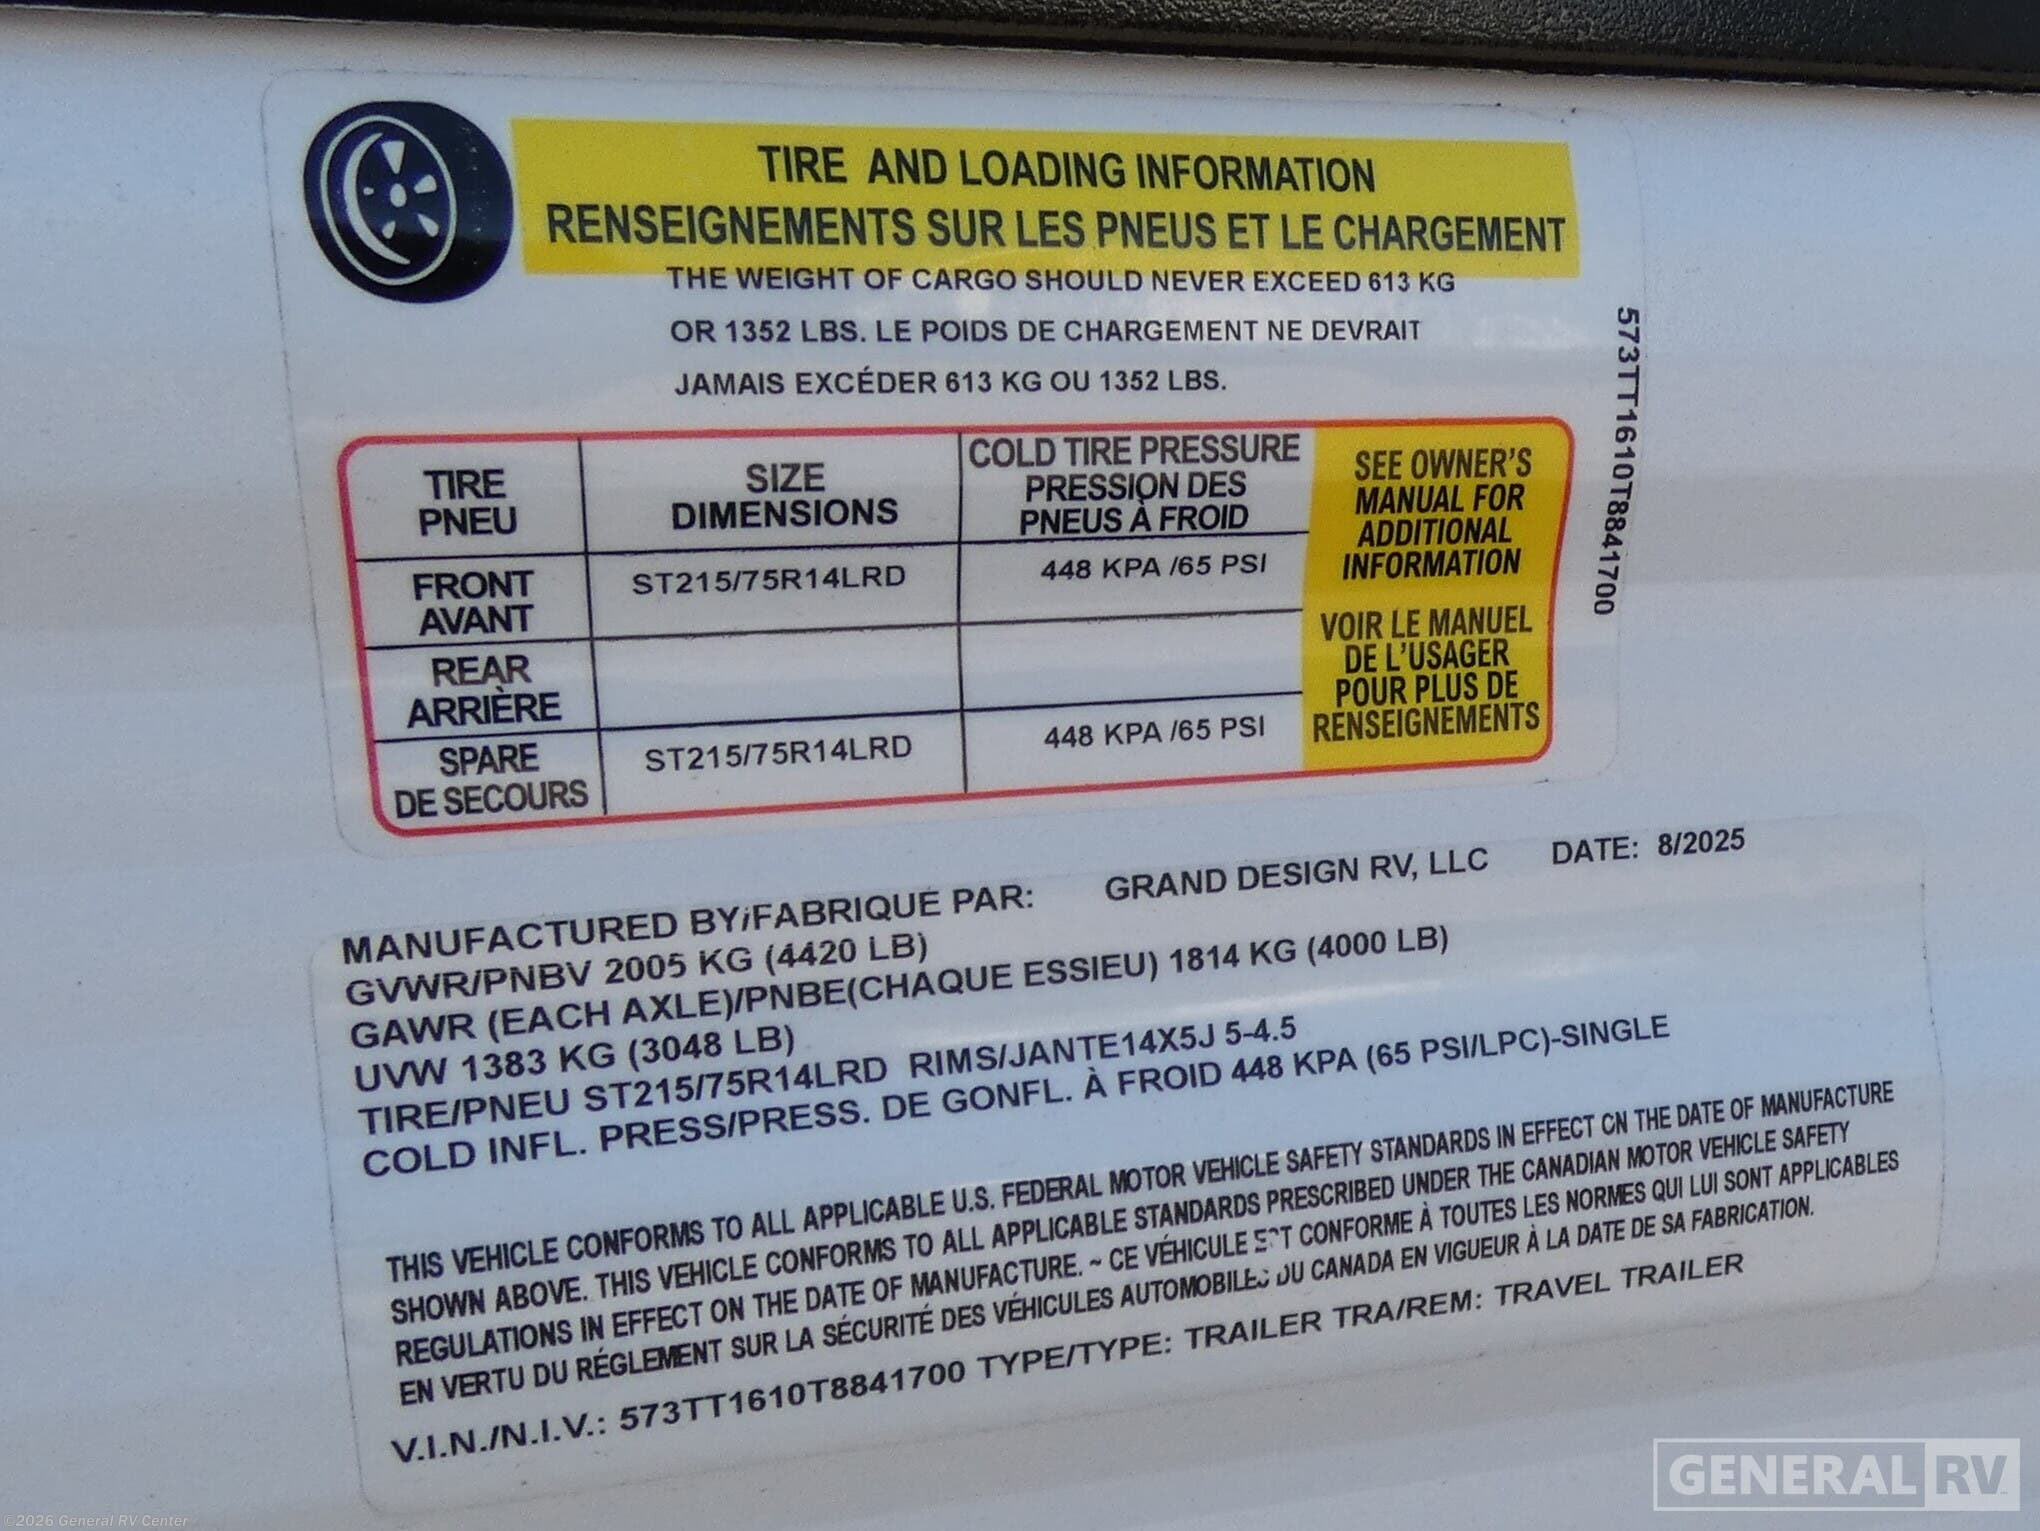 TIRE AND LOADING INFORMATION
RENSEIGNEMENTS SUR LES PNEUS ET LE CHARGEMENT
THE WEIGHT OF CARGO SHOULD NEVER EXCEED 613 KG
OR 1352 LBS. LE POIDS DE CHARGEMENT NE DEVRAIT
JAMAIS EXCÉDER 613 KG OU 1352 LBS.
TIRE
PNEU
SIZE
DIMENSIONS
COLD TIRE PRESSURE
PRESSION DES
PNEUS À FROID
FRONT
AVANT
ST215/75R14LRD
448 KPA /65 PSI
REAR
ARRIÈRE
SPARE
DE SECOURS
ST215/75R14LRD
448 KPA /65 PSI
SEE OWNER'S
MANUAL FOR
ADDITIONAL
INFORMATION
VOIR LE MANUEL
DE L'USAGER
POUR PLUS DE
RENSEIGNEMENTS
573TT1610T8841700
MANUFACTURED BY/FABRIQUÉ PAR: GRAND DESIGN RV, LLC DATE: 8/2025
GVWR/PNBV 2005 KG (4420 LB)
GAWR (EACH AXLE)/PNBE(CHAQUE ESSIEU) 1814 KG (4000 LB)
UVW 1383 KG (3048 LB)
TIRE/PNEU ST215/75R14LRD RIMS/JANTE14X5J 5-4.5
COLD INFL. PRESS/PRESS. DE GONFL. À FROID 448 KPA (65 PSI/LPC)-SINGLE
THIS VEHICLE CONFORMS TO ALL APPLICABLE U.S. FEDERAL MOTOR VEHICLE SAFETY STANDARDS IN EFFECT ON THE DATE OF MANUFACTURE
SHOWN ABOVE. THIS VEHICLE CONFORMS TO ALL APPLICABLE STANDARDS PRESCRIBED UNDER THE CANADIAN MOTOR VEHICLE SAFETY
REGULATIONS IN EFFECT ON THE DATE OF MANUFACTURE. ~ CE VÉHICULE EST CONFORME À TOUTES LES NORMES QUI LUI SONT APPLICABLES
EN VERTU DU RÉGLEMENT SUR LA SÉCURITÉ DES VÉHICULES AUTOMOBILES DU CANADA EN VIGUEUR À LA DATE DE SA FABRICATION.
V.I.N./N.I.V.: 573TT1610T8841700 TYPE/TYPE: TRAILER TRA/REM: TRAVEL TRAILER
GENERAL RV
©2026 General RV Center